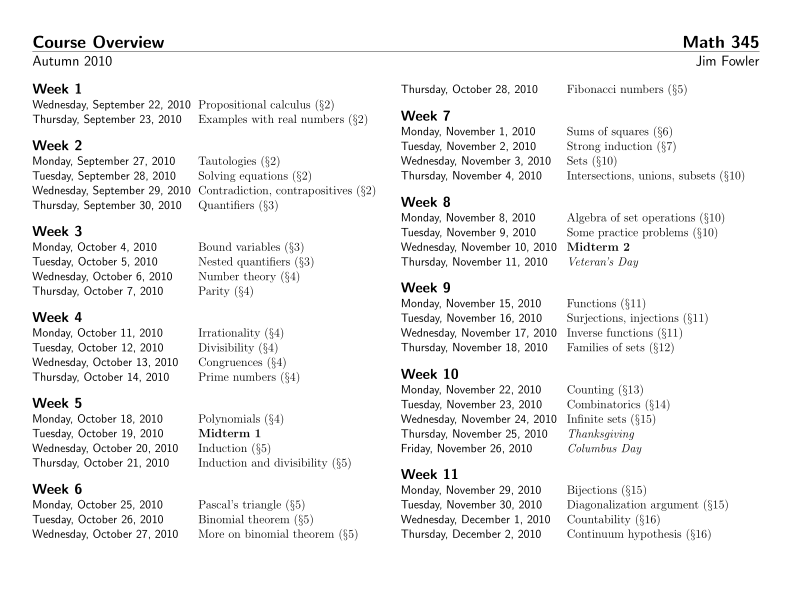 Course Overview Math 345
Autumn 2010 Jim Fowler
Week 1
Wednesday, September 22, 2010 Propositional calculus (§2)
Thursday, September 23, 2010 Examples with real numbers (§2)
Week 2
Monday, September 27, 2010 Tautologies (§2)
Tuesday, September 28, 2010 Solving equations (§2)
Wednesday, September 29, 2010 Contradiction, contrapositives (§2)
Thursday, September 30, 2010 Quantifiers (§3)
Week 3
Monday, October 4, 2010 Bound variables (§3)
Tuesday, October 5, 2010 Nested quantifiers (§3)
Wednesday, October 6, 2010 Number theory (§4)
Thursday, October 7, 2010 Parity (§4)
Week 4
Monday, October 11, 2010 Irrationality (§4)
Tuesday, October 12, 2010 Divisibility (§4)
Wednesday, October 13, 2010 Congruences (§4)
Thursday, October 14, 2010 Prime numbers (§4)
Week 5
Monday, October 18, 2010 Polynomials (§4)
Tuesday, October 19, 2010 Midterm 1
Wednesday, October 20, 2010 Induction (§5)
Thursday, October 21, 2010 Induction and divisibility (§5)
Week 6
Monday, October 25, 2010 Pascal's triangle (§5)
Tuesday, October 26, 2010 Binomial theorem (§5)
Wednesday, October 27, 2010 More on binomial theorem (§5)
Thursday, October 28, 2010 Fibonacci numbers (§5)
Week 7
Monday, November 1, 2010 Sums of squares (§6)
Tuesday, November 2, 2010 Strong induction (§7)
Wednesday, November 3, 2010 Sets (§10)
Thursday, November 4, 2010 Intersections, unions, subsets (§10)
Week 8
Monday, November 8, 2010 Algebra of set operations (§10)
Tuesday, November 9, 2010 Some practice problems (§10)
Wednesday, November 10, 2010 Midterm 2
Thursday, November 11, 2010 Veteran's Day
Week 9
Monday, November 15, 2010 Functions (§11)
Tuesday, November 16, 2010 Surjections, injections (§11)
Wednesday, November 17, 2010 Inverse functions (§11)
Thursday, November 18, 2010 Families of sets (§12)
Week 10
Monday, November 22, 2010 Counting (§13)
Tuesday, November 23, 2010 Combinatorics (§14)
Wednesday, November 24, 2010 Infinite sets (§15)
Thursday, November 25, 2010 Thanksgiving
Friday, November 26, 2010 Columbus Day
Week 11
Monday, November 29, 2010 Bijections (§15)
Tuesday, November 30, 2010 Diagonalization argument (§15)
Wednesday, December 1, 2010 Countability (§16)
Thursday, December 2, 2010 Continuum hypothesis (§16)